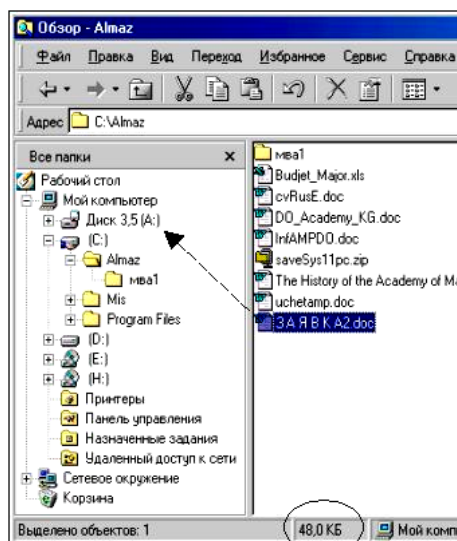 Обзор - Almaz
Файл Правка Вид Переход Избранное Сервис Справка
Адрес C:\Almaz
Все папки x
Рабочий стол
Мой компьютер
Диск 3,5 (A:)
(C:)
Almaz
мва1
Mis
Program Files
(D:)
(E:)
(H:)
Принтеры
Панель управления
Назначенные задания
Удаленный доступ к сети
Сетевое окружение
Корзина
мва1
Budjet_Major.xls
cvRusE.doc
DO_Academy_KG.doc
InfAMPDO.doc
saveSys11pc.zip
The History of the Academy of Ma
uchetamp.doc
З А Я В К А2.doc
Выделено объектов: 1 48,0 КБ Мой комп